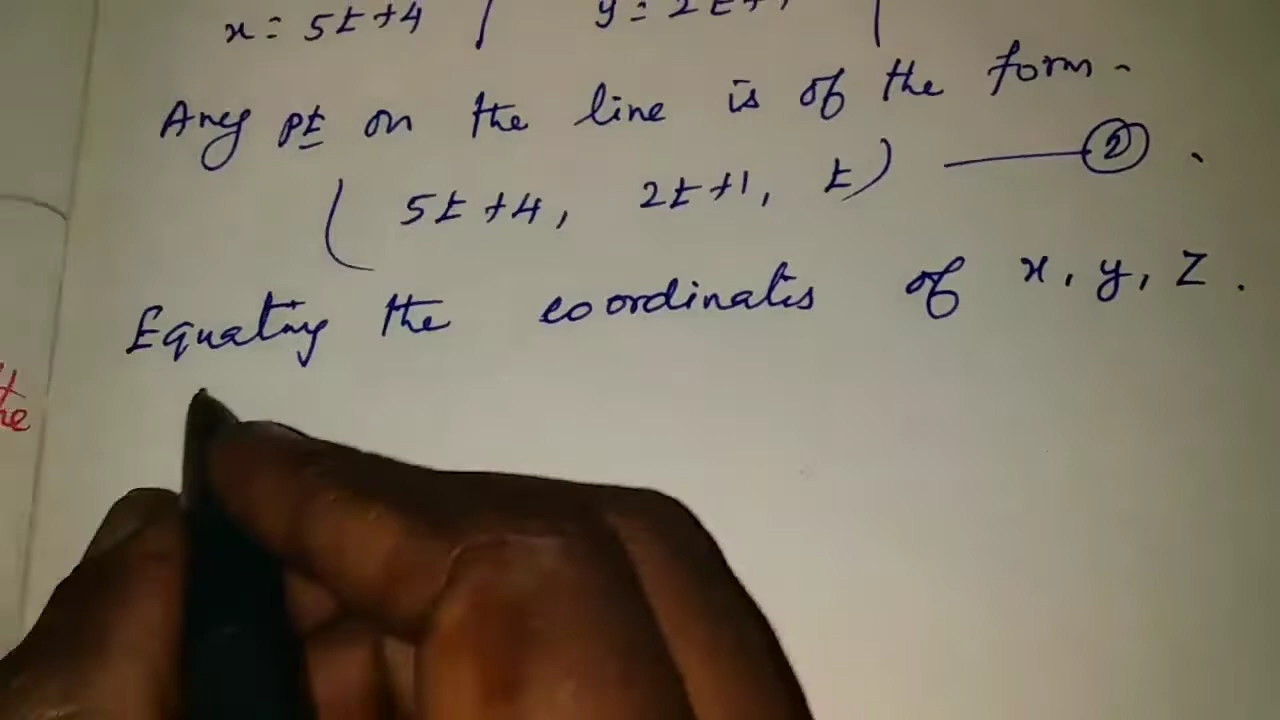 x = 5t+4 | y = 2t+1 |
Any pt on the line is of the form -
( 5t+4, 2t+1, t) — ② .
Equating the coordinates of x, y, z .
he